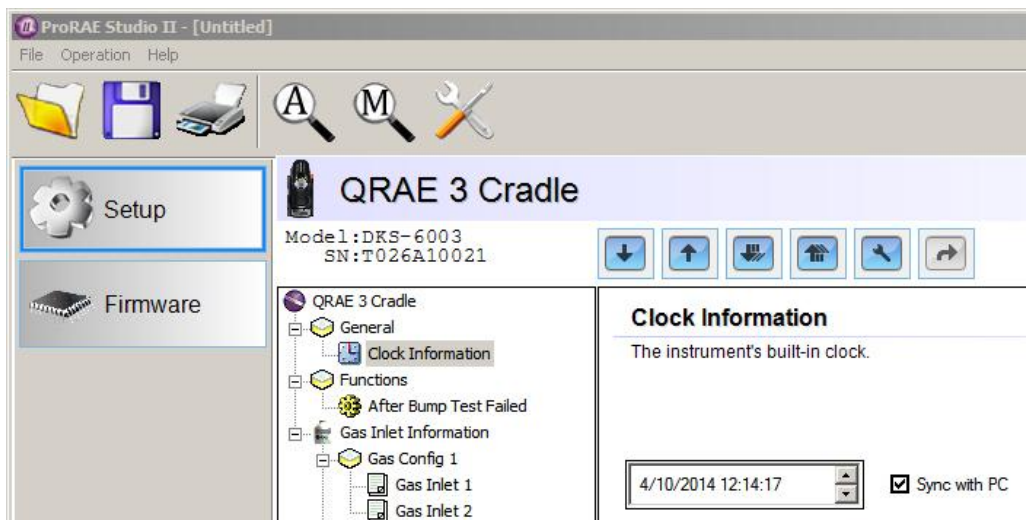 ProRAE Studio II - [Untitled]
File Operation Help
A M
Setup
Firmware
QRAE 3 Cradle
Model:DKS-6003
SN:T026A10021
QRAE 3 Cradle
General
Clock Information
Functions
After Bump Test Failed
Gas Inlet Information
Gas Config 1
Gas Inlet 1
Gas Inlet 2
Clock Information
The instrument's built-in clock.
4/10/2014 12:14:17
Sync with PC